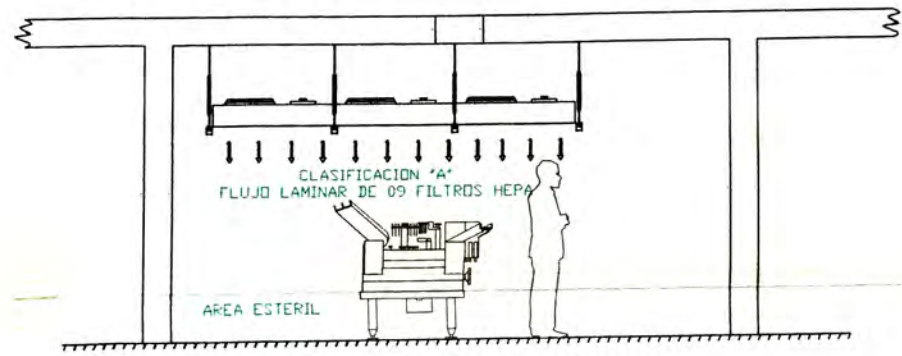 CLASIFICACION "A"
FLUJO LAMINAR DE 09 FILTROS HEPA
AREA ESTERIL